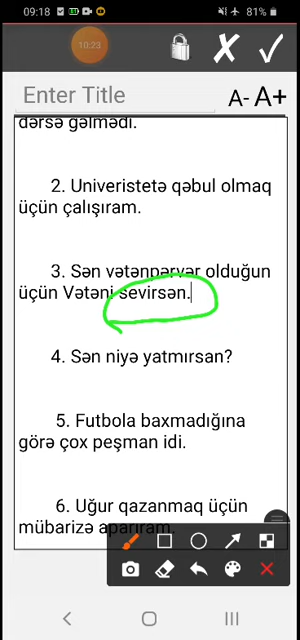 09:18
81%
10:23
Enter Title
A- A+
dərsə gəlmədi.
2. Univeristetə qəbul olmaq
üçün çalışıram.
3. Sən vətənpərvər olduğun
üçün Vətəni sevirsən.
4. Sən niyə yatmırsan?
5. Futbola baxmadığına
görə çox peşman idi.
6. Uğur qazanmaq üçün
mübarizə aparıram.